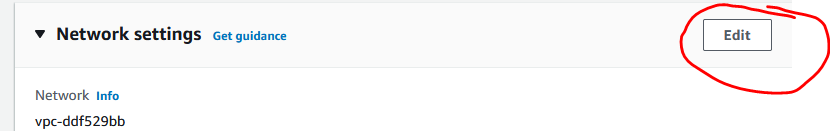 Network settings Get guidance Edit
Network Info
vpc-ddf529bb